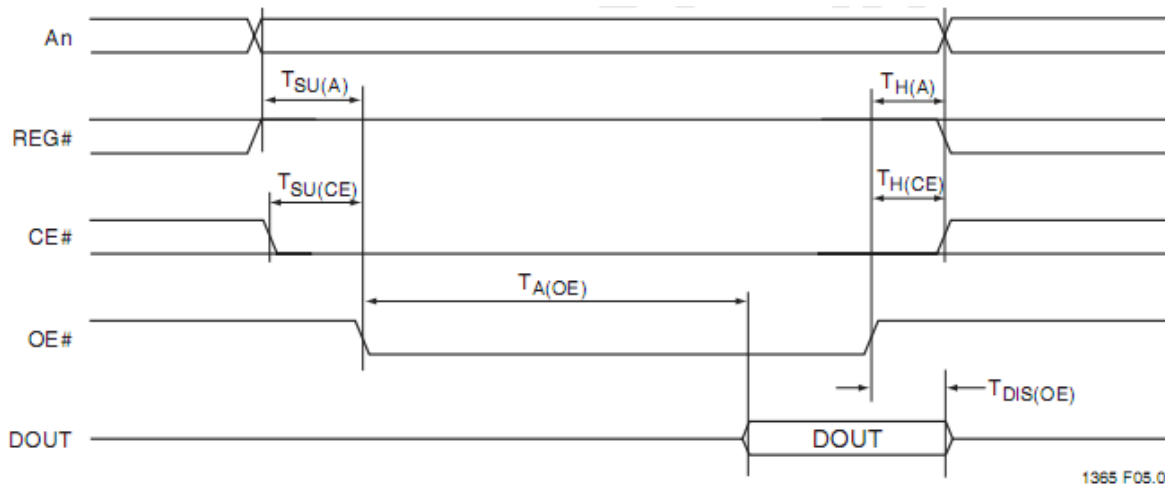 An
TSU(A)
TH(A)
REG#
TSU(CE)
TH(CE)
CE#
TA(OE)
OE#
TDIS(OE)
DOUT
DOUT
1365 F05.0